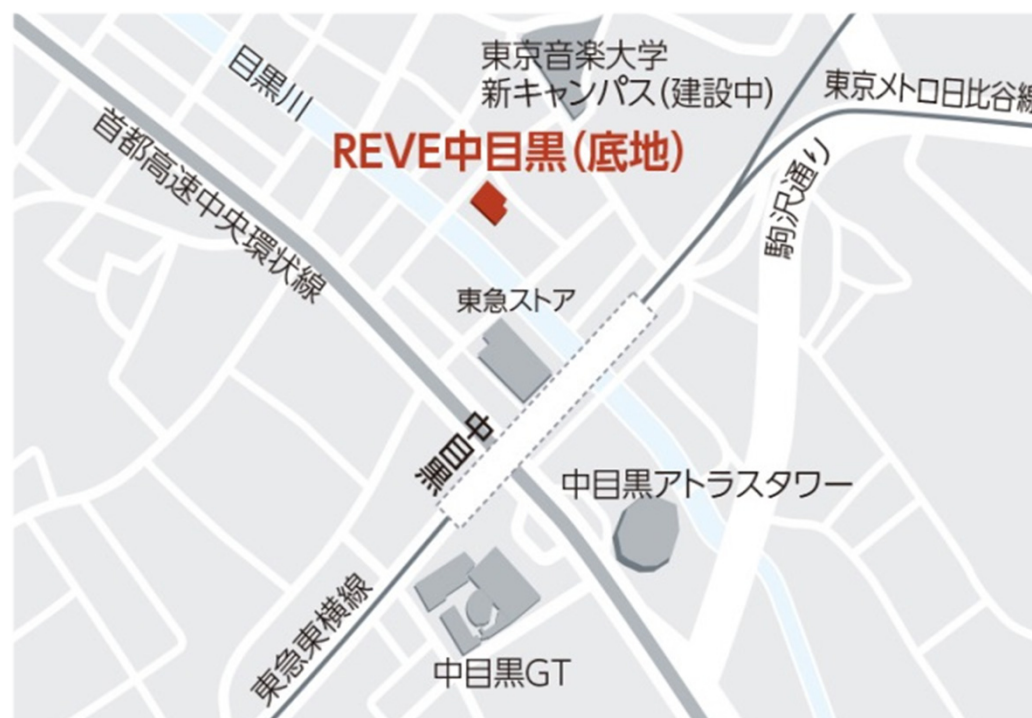 東京音楽大学
新キャンパス（建設中）
目黒川
東京メトロ日比谷線
首都高速中央環状線
REVE中目黒（底地）
駒沢通り
東急ストア
中目黒
中目黒アトラスタワー
東急東横線
中目黒GT